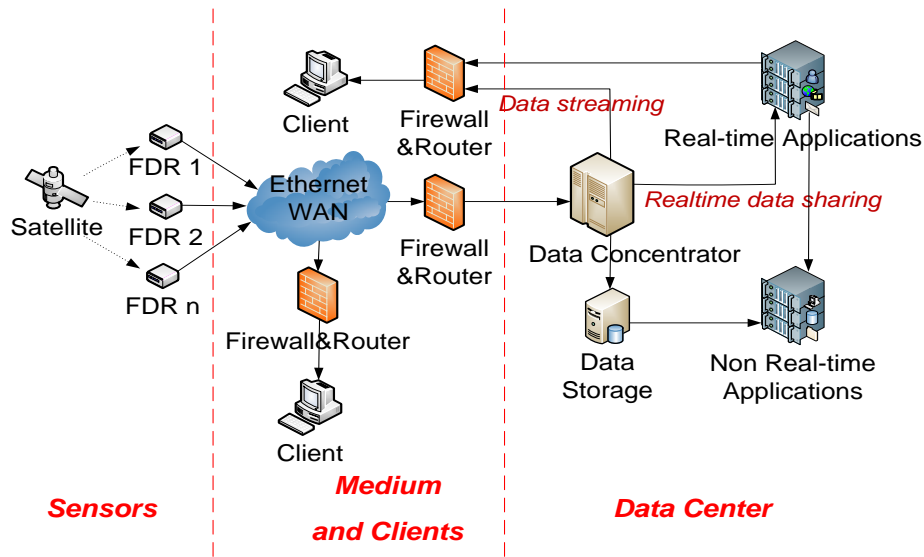 Client
Firewall
&Router
Data streaming
Real-time Applications
FDR 1
Satellite
FDR 2
FDR n
Ethernet
WAN
Firewall
&Router
Realtime data sharing
Data Concentrator
Firewall&Router
Client
Data
Storage
Non Real-time
Applications
Sensors
Medium
and Clients
Data Center